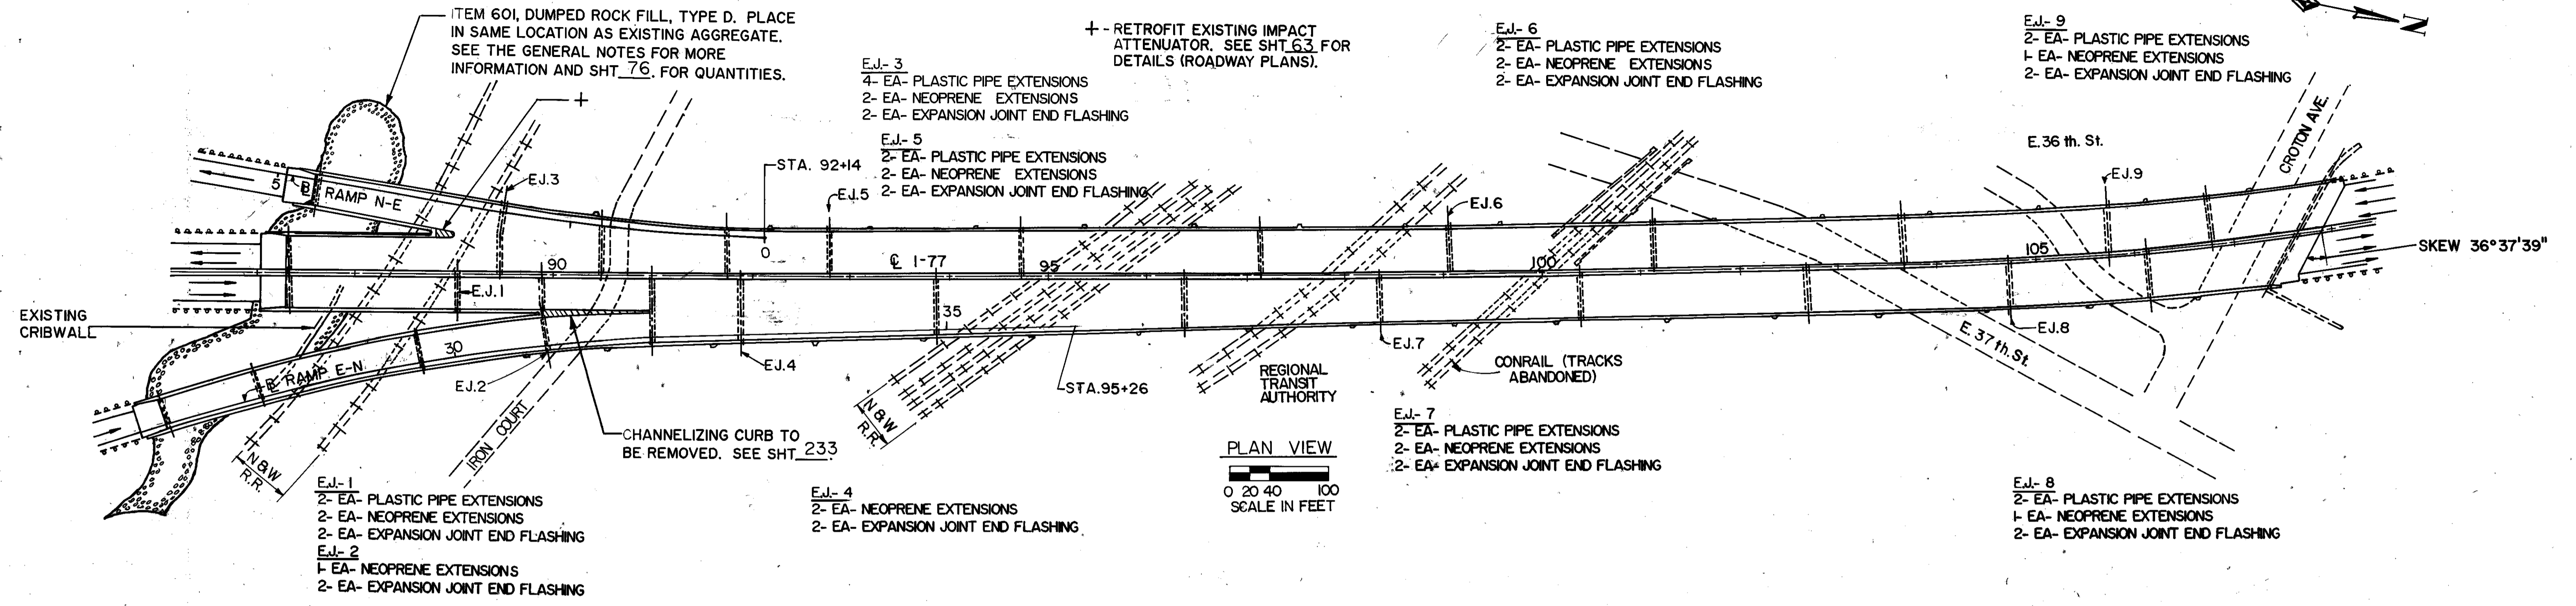 ITEM 601, DUMPED ROCK FILL, TYPE D. PLACE
IN SAME LOCATION AS EXISTING AGGREGATE.
SEE THE GENERAL NOTES FOR MORE
INFORMATION AND SHT 76. FOR QUANTITIES.
+ - RETROFIT EXISTING IMPACT
ATTENUATOR. SEE SHT 63 FOR
DETAILS (ROADWAY PLANS).
E.J.- 3
4- EA- PLASTIC PIPE EXTENSIONS
2- EA- NEOPRENE EXTENSIONS
2- EA- EXPANSION JOINT END FLASHING
E.J.- 5
2- EA- PLASTIC PIPE EXTENSIONS
2- EA- NEOPRENE EXTENSIONS
2- EA- EXPANSION JOINT END FLASHING
E.J.- 6
2- EA- PLASTIC PIPE EXTENSIONS
2- EA- NEOPRENE EXTENSIONS
2- EA- EXPANSION JOINT END FLASHING
E.J.- 9
2- EA- PLASTIC PIPE EXTENSIONS
1- EA- NEOPRENE EXTENSIONS
2- EA- EXPANSION JOINT END FLASHING
N
+
E.36 th. St.
CROTON AVE.
STA. 92+14
EJ.3
EJ.5
EJ.6
EJ.9
5
RAMP N-E
0
℄ I-77
90
95
100
105
SKEW 36°37'39"
EJ.1
EXISTING
CRIBWALL
35
30
RAMP E-N
EJ.2
EJ.4
EJ.7
EJ.8
E. 37 th. St.
STA.95+26
REGIONAL
TRANSIT
AUTHORITY
CONRAIL (TRACKS
ABANDONED)
N&W
R.R.
IRON COURT
N&W
R.R.
CHANNELIZING CURB TO
BE REMOVED. SEE SHT 233.
PLAN VIEW
0 20 40 100
SCALE IN FEET
E.J.- 7
2- EA- PLASTIC PIPE EXTENSIONS
2- EA- NEOPRENE EXTENSIONS
2- EA- EXPANSION JOINT END FLASHING
E.J.- 1
2- EA- PLASTIC PIPE EXTENSIONS
2- EA- NEOPRENE EXTENSIONS
2- EA- EXPANSION JOINT END FLASHING
E.J.- 2
1- EA- NEOPRENE EXTENSIONS
2- EA- EXPANSION JOINT END FLASHING
E.J.- 4
2- EA- NEOPRENE EXTENSIONS
2- EA- EXPANSION JOINT END FLASHING
E.J.- 8
2- EA- PLASTIC PIPE EXTENSIONS
1- EA- NEOPRENE EXTENSIONS
2- EA- EXPANSION JOINT END FLASHING